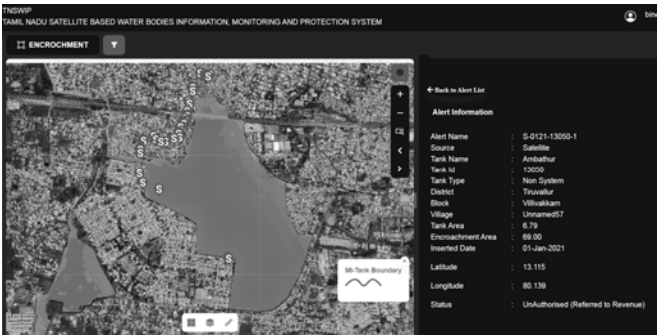 TNSWIP
TAMIL NADU SATELLITE BASED WATER BODIES INFORMATION, MONITORING AND PROTECTION SYSTEM
ENCROCHMENT
Back to Alert List
Alert Information
Alert Name : S-0121-13050-1
Source : Satellite
Tank Name : Ambathur
Tank Id : 13050
Tank Type : Non System
District : Tiruvallur
Block : Villivakkam
Village : Unnamed57
Tank Area : 6.79
Encroachment Area : 69.00
Inserted Date : 01-Jan-2021
Latitude : 13.115
Longitude : 80.139
Status : UnAuthorised (Referred to Revenue)
MI-Tank Boundary
S
S
S
S
S
S
S
S
S
S
S
S